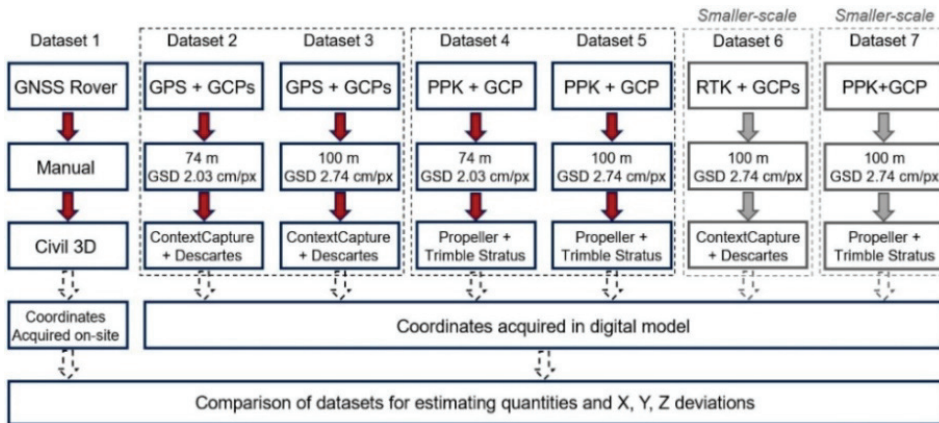 Smaller-scale Smaller-scale
Dataset 1 Dataset 2 Dataset 3 Dataset 4 Dataset 5 Dataset 6 Dataset 7
GNSS Rover GPS + GCPs GPS + GCPs PPK + GCP PPK + GCP RTK + GCPs PPK+GCP
Manual
74 m
GSD 2.03 cm/px
100 m
GSD 2.74 cm/px
74 m
GSD 2.03 cm/px
100 m
GSD 2.74 cm/px
100 m
GSD 2.74 cm/px
100 m
GSD 2.74 cm/px
Civil 3D
ContextCapture
+ Descartes
ContextCapture
+ Descartes
Propeller +
Trimble Stratus
Propeller +
Trimble Stratus
ContextCapture
+ Descartes
Propeller +
Trimble Stratus
Coordinates
Acquired on-site
Coordinates acquired in digital model
Comparison of datasets for estimating quantities and X, Y, Z deviations